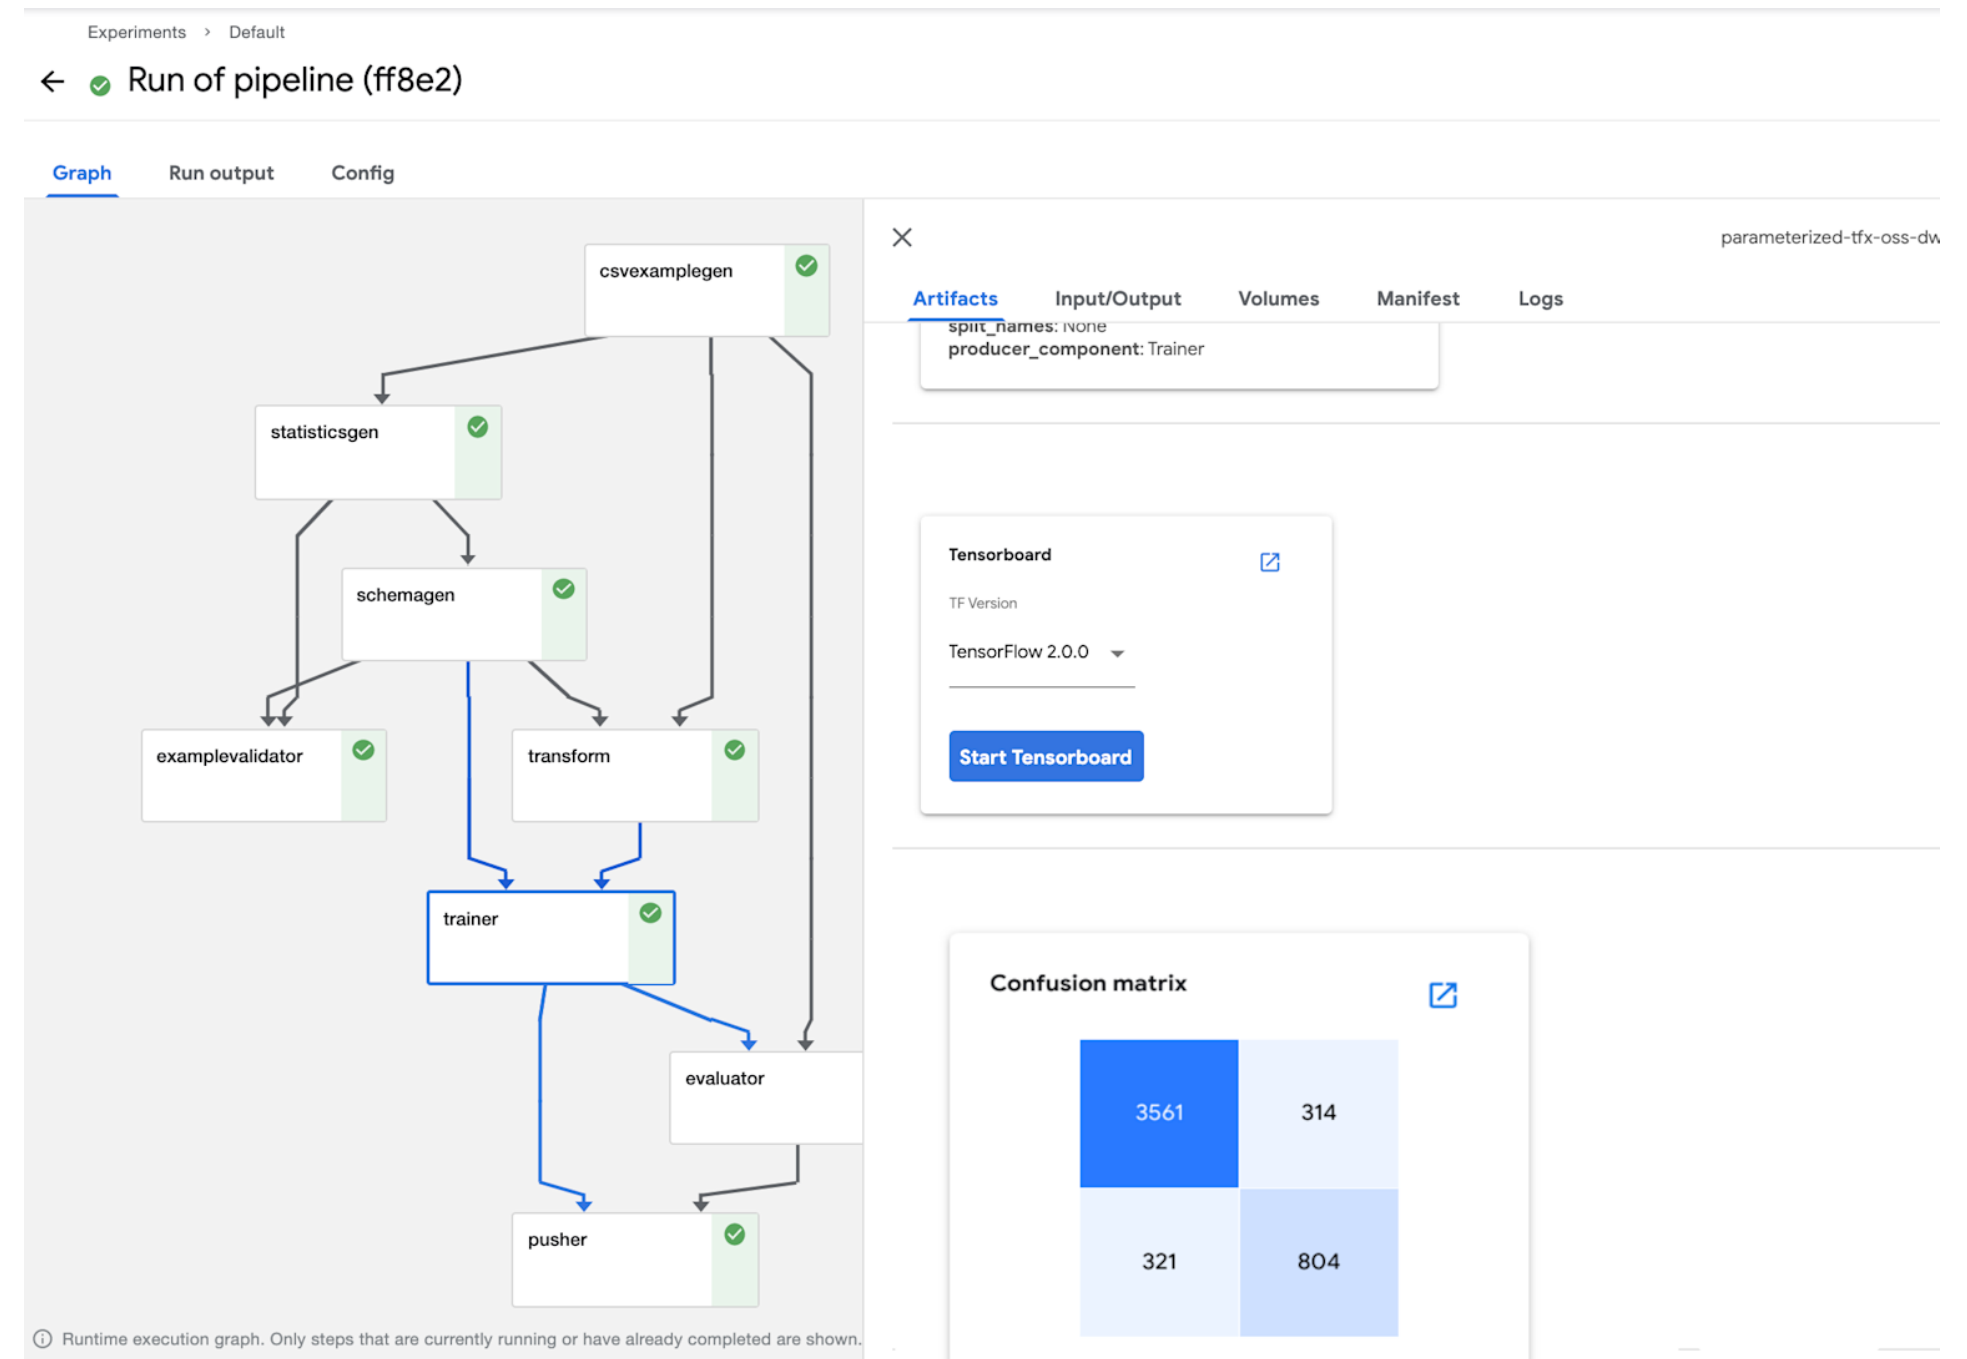 Experiments > Default
Run of pipeline (ff8e2)
Graph Run output Config
csvexamplegen
statisticsgen
schemagen
examplevalidator
transform
trainer
evaluator
pusher
Runtime execution graph. Only steps that are currently running or have already completed are shown.
parameterized-tfx-oss-dw
Artifacts Input/Output Volumes Manifest Logs
split_names: None
producer_component: Trainer
Tensorboard
TF Version
TensorFlow 2.0.0
Start Tensorboard
Confusion matrix
3561 314
321 804